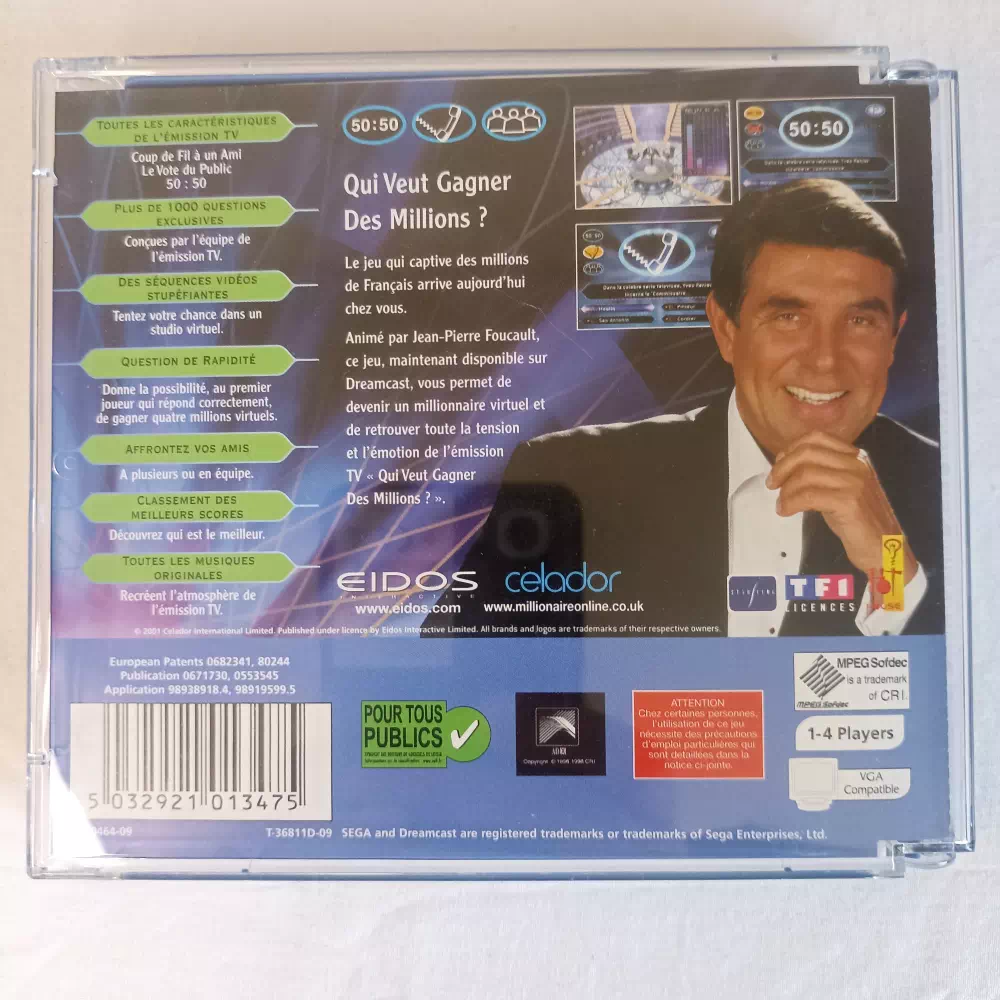 TOUTES LES CARACTÉRISTIQUES
DE L'ÉMISSION TV
Coup de Fil à un Ami
Le Vote du Public
50 : 50
PLUS DE 1000 QUESTIONS
EXCLUSIVES
Conçues par l'équipe de
l'émission TV.
DES SÉQUENCES VIDÉOS
STUPÉFIANTES
Tentez votre chance dans un
studio virtuel.
QUESTION DE RAPIDITÉ
Donne la possibilité, au premier
joueur qui répond correctement,
de gagner quatre millions virtuels.
AFFRONTEZ VOS AMIS
A plusieurs ou en équipe.
CLASSEMENT DES
MEILLEURS SCORES
Découvrez qui est le meilleur.
TOUTES LES MUSIQUES
ORIGINALES
Recréent l'atmosphère de
l'émission TV.
50:50
Qui Veut Gagner
Des Millions ?
Le jeu qui captive des millions
de Français arrive aujourd'hui
chez vous.
Animé par Jean-Pierre Foucault,
ce jeu, maintenant disponible sur
Dreamcast, vous permet de
devenir un millionnaire virtuel et
de retrouver toute la tension
et l'émotion de l'émission
TV « Qui Veut Gagner
Des Millions ? ».
50:50
EIDOS
INTERACTIVE
www.eidos.com
celador
www.millionaireonline.co.uk
TF1
LICENCES
© 2001 Celador International Limited. Published under licence by Eidos Interactive Limited. All brands and logos are trademarks of their respective owners.
European Patents 0682341, 80244
Publication 0671730, 0553545
Application 98938918.4, 98919599.5
5 032921 013475
POUR TOUS
PUBLICS
ADX
Copyright © 1996 1998 CRI
ATTENTION
Chez certaines personnes,
l'utilisation de ce jeu
nécessite des précautions
d'emploi particulières qui
sont detaillées dans la
notice ci-jointe.
MPEG Sofdec
is a trademark
of CRI
MPEG Sofdec
1-4 Players
VGA
Compatible
464-09
T-36811D-09 SEGA and Dreamcast are registered trademarks or trademarks of Sega Enterprises, Ltd.